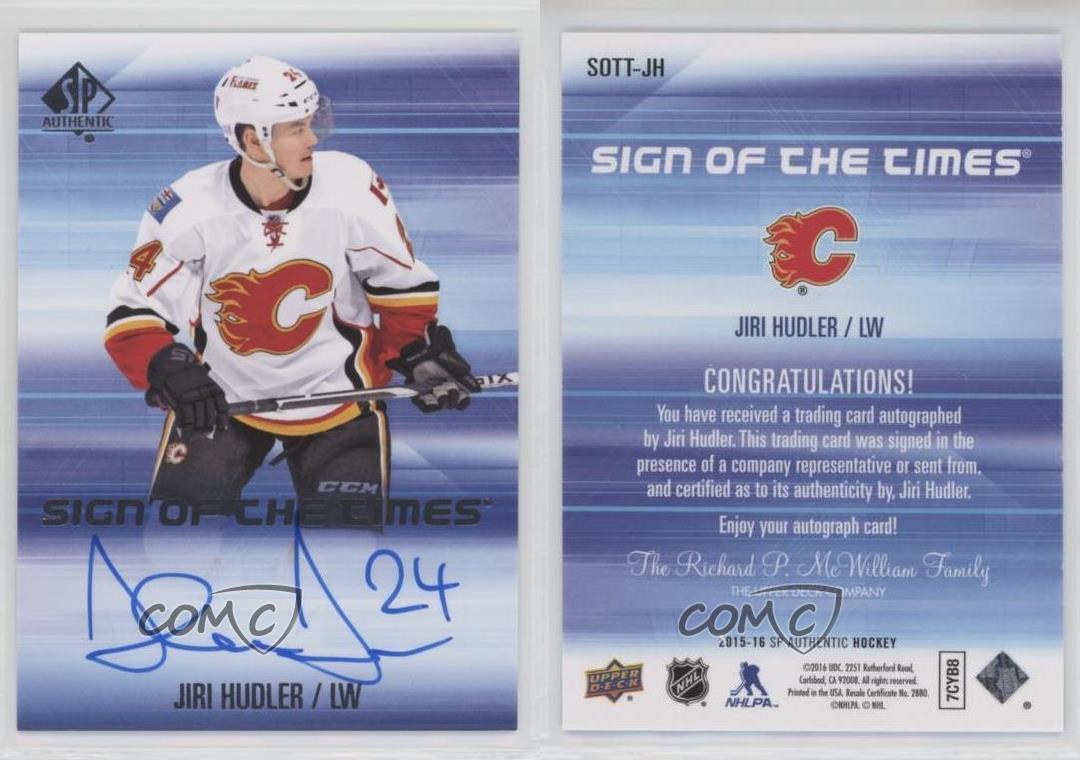 SP
AUTHENTIC
FLAMES
24
24
C
CCM
SIGN OF THE TIMES
24
COMC
JIRI HUDLER / LW
SOTT-JH
SIGN OF THE TIMES®
C
®
JIRI HUDLER / LW
CONGRATULATIONS!
You have received a trading card autographed
by Jiri Hudler. This trading card was signed in the
presence of a company representative or sent from,
and certified as to its authenticity by, Jiri Hudler.
Enjoy your autograph card!
The Richard P. McWilliam Family
THE UPPER DECK COMPANY
COMC
2015-16 SP AUTHENTIC HOCKEY
UPPER
DECK
NHL
NHLPA
©2016 UDC. 2251 Rutherford Road,
Carlsbad, CA 92008. All rights reserved.
Printed in the USA. Resale Certificate No. 2880.
©NHLPA. © NHL.
7CYB8
®